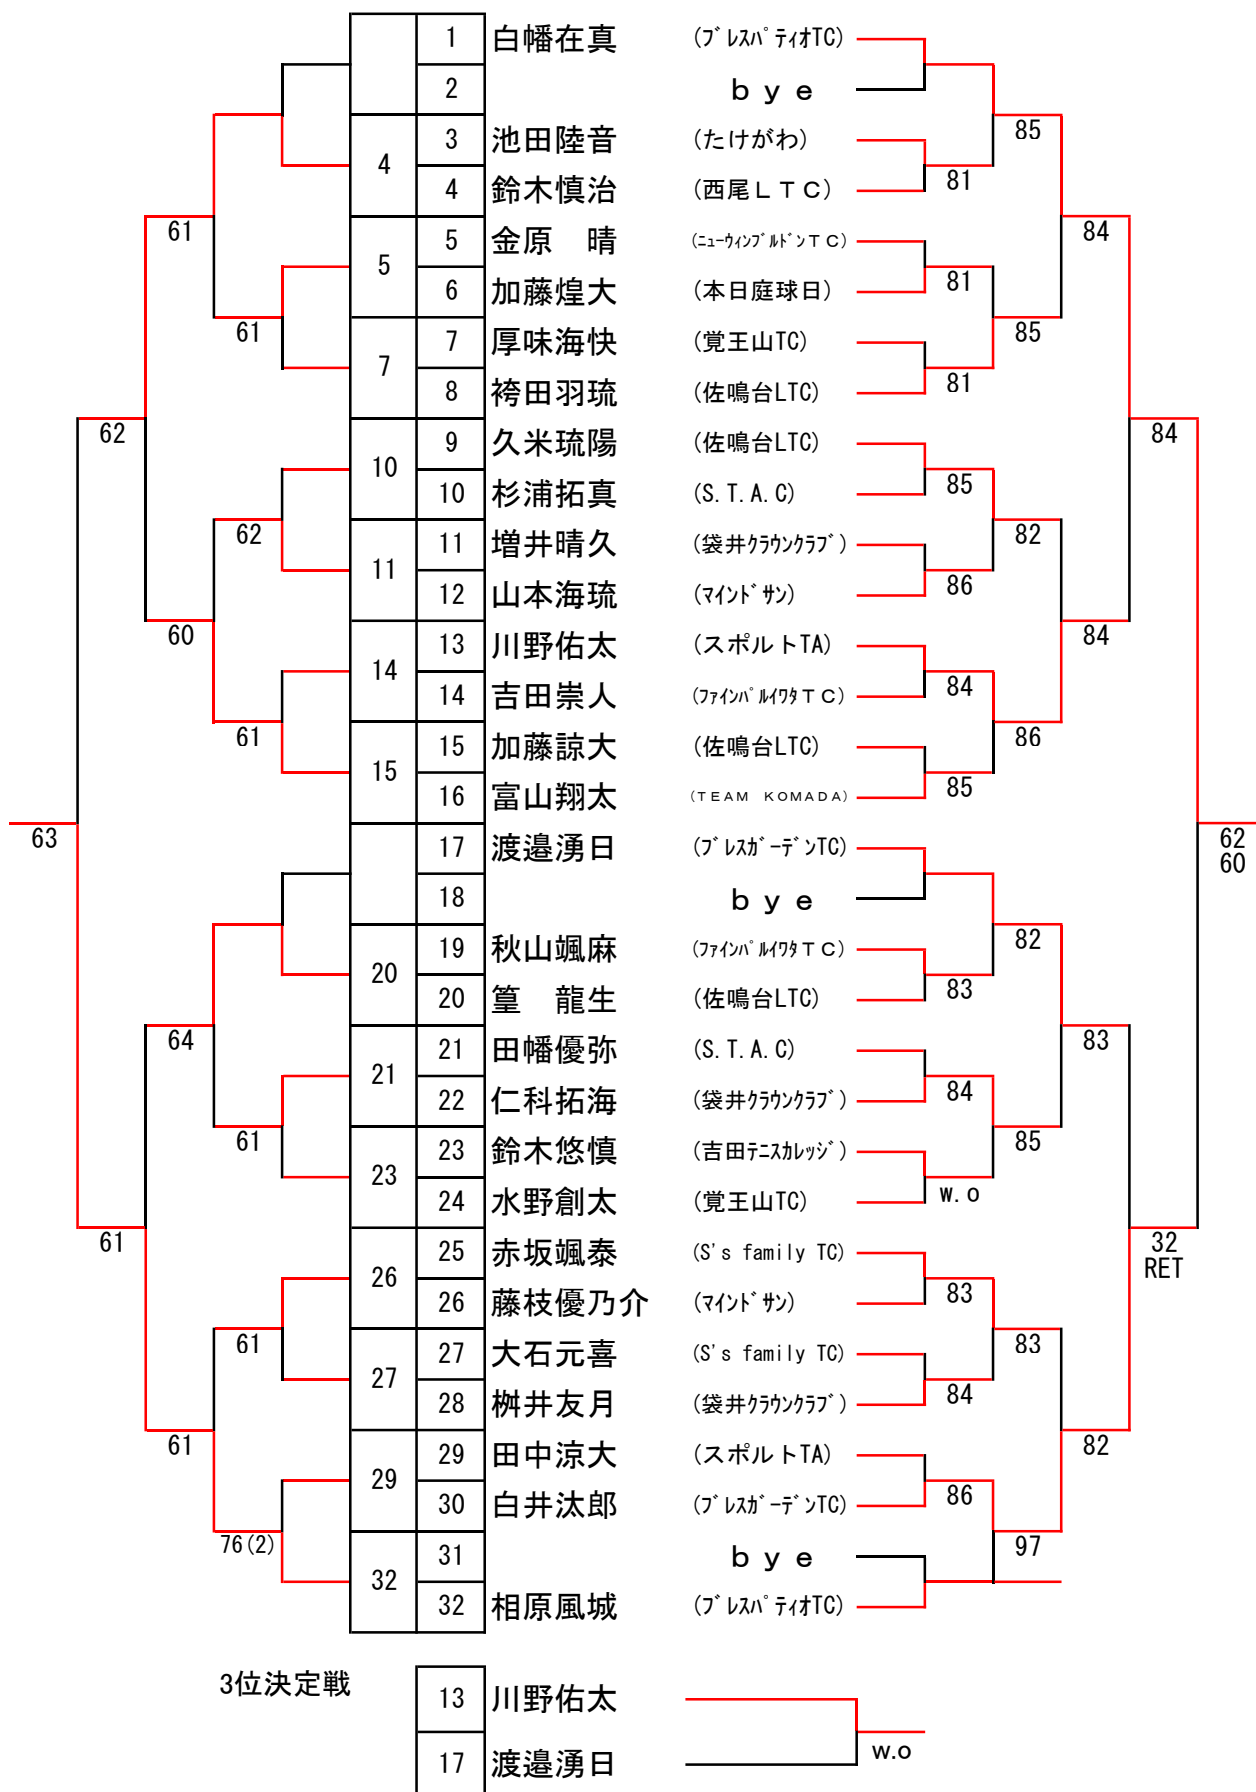 1 白幡在真 (ブレスパティオTC)
2 bye
85
3 池田陸音 (たけがわ)
4
81
4 鈴木慎治 (西尾LTC)
61 84
5 金原 晴 (ニューウィンブルドンTC)
5
81
6 加藤煌大 (本日庭球日)
61 85
7 厚味海快 (覚王山TC)
7
81
8 袴田羽琉 (佐鳴台LTC)
62 84
9 久米琉陽 (佐鳴台LTC)
10
85
10 杉浦拓真 (S.T.A.C)
62 82
11 増井晴久 (袋井クラウンクラブ)
11
86
12 山本海琉 (マインドサン)
60 84
13 川野佑太 (スポルトTA)
14
84
14 吉田崇人 (ファインパルイワタTC)
61 86
15 加藤諒大 (佐鳴台LTC)
15
85
16 富山翔太 (TEAM KOMADA)
63 62
60
17 渡邉湧日 (ブレスガーデンTC)
18 bye
82
19 秋山颯麻 (ファインパルイワタTC)
20
83
20 篁 龍生 (佐鳴台LTC)
64 83
21 田幡優弥 (S.T.A.C)
21
84
22 仁科拓海 (袋井クラウンクラブ)
61 85
23 鈴木悠慎 (吉田テニスカレッジ)
23
w.o
24 水野創太 (覚王山TC)
61 32
RET
25 赤坂颯泰 (S's family TC)
26
83
26 藤枝優乃介 (マインドサン)
61 83
27 大石元喜 (S's family TC)
27
84
28 桝井友月 (袋井クラウンクラブ)
61 82
29 田中涼大 (スポルトTA)
29
86
30 白井汰郎 (ブレスガーデンTC)
76(2) 97
31 bye
32
32 相原風城 (ブレスパティオTC)
3位決定戦
13 川野佑太
w.o
17 渡邉湧日